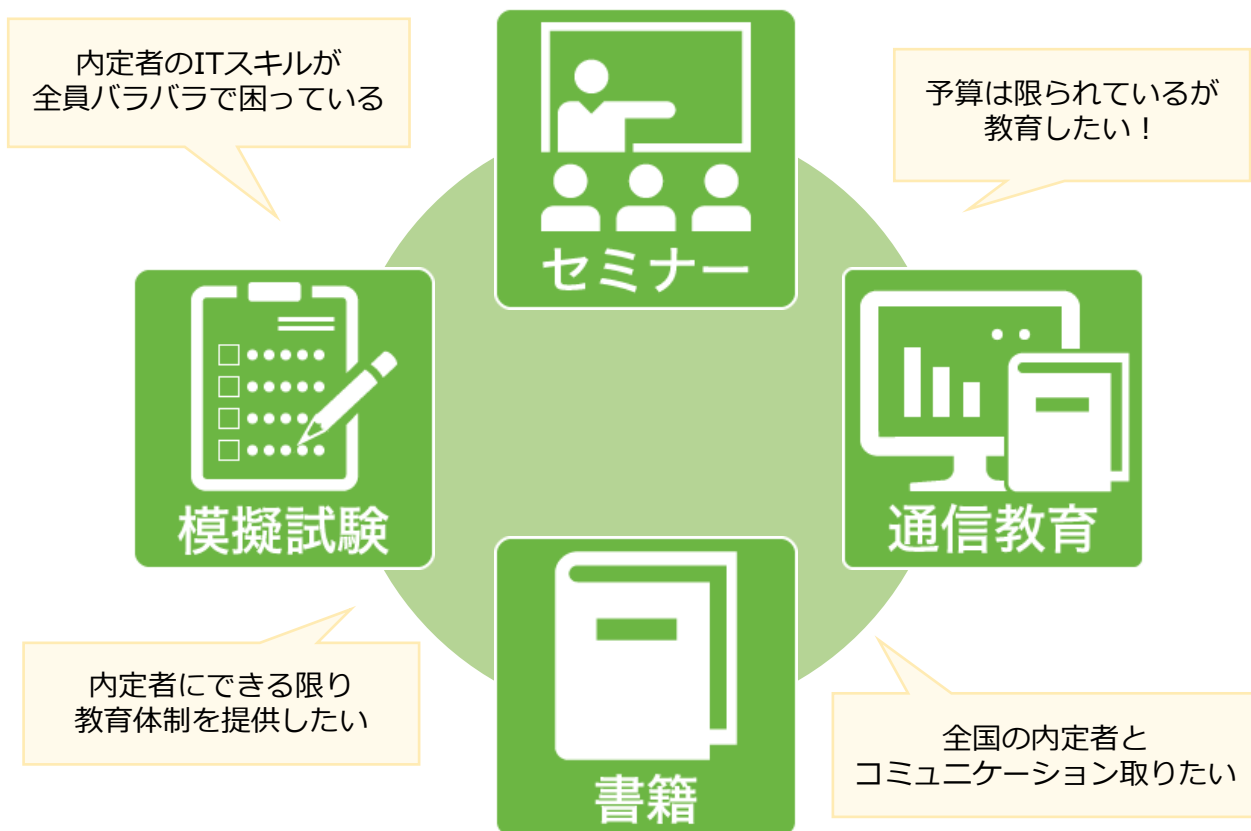 内定者のITスキルが
全員バラバラで困っている
予算は限られているが
教育したい！
セミナー
模擬試験
通信教育
書籍
内定者にできる限り
教育体制を提供したい
全国の内定者と
コミュニケーション取りたい